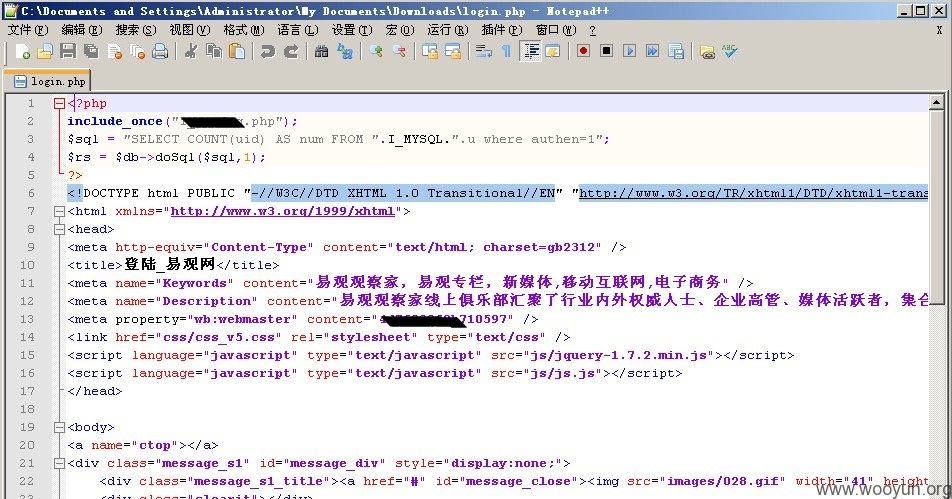 C:\Documents and Settings\Administrator\My Documents\Downloads\login.php - Notepad++
文件(F) 编辑(E) 搜索(S) 视图(V) 格式(M) 语言(L) 设置(T) 宏(O) 运行(R) 插件(P) 窗口(W) ? X
login.php
1 <?php
2 include_once(".php");
3 $sql = "SELECT COUNT(uid) AS num FROM ".I_MYSQL.".u where authen=1";
4 $rs = $db->doSql($sql,1);
5 ?>
6 <!DOCTYPE html PUBLIC "-//W3C//DTD XHTML 1.0 Transitional//EN" "http://www.w3.org/TR/xhtml1/DTD/xhtml1-trans
7 <html xmlns="http://www.w3.org/1999/xhtml">
8 <head>
9 <meta http-equiv="Content-Type" content="text/html; charset=gb2312" />
10 <title>登陆_易观网</title>
11 <meta name="Keywords" content="易观观察家，易观专栏，新媒体,移动互联网,电子商务" />
12 <meta name="Description" content="易观观察家线上俱乐部汇聚了行业内外权威人士、企业高管、媒体活跃者，集合
13 <meta property="wb:webmaster" content="710597" />
14 <link href="css/css_v5.css" rel="stylesheet" type="text/css" />
15 <script language="javascript" type="text/javascript" src="js/jquery-1.7.2.min.js"></script>
16 <script language="javascript" type="text/javascript" src="js/js.js"></script>
17 </head>
18
19 <body>
20 <a name="ctop"></a>
21 <div class="message_s1" id="message_div" style="display:none;">
22 <div class="message_s1_title"><a href="#" id="message_close"><img src="images/028.gif" width="41" height
www.wooyun.org